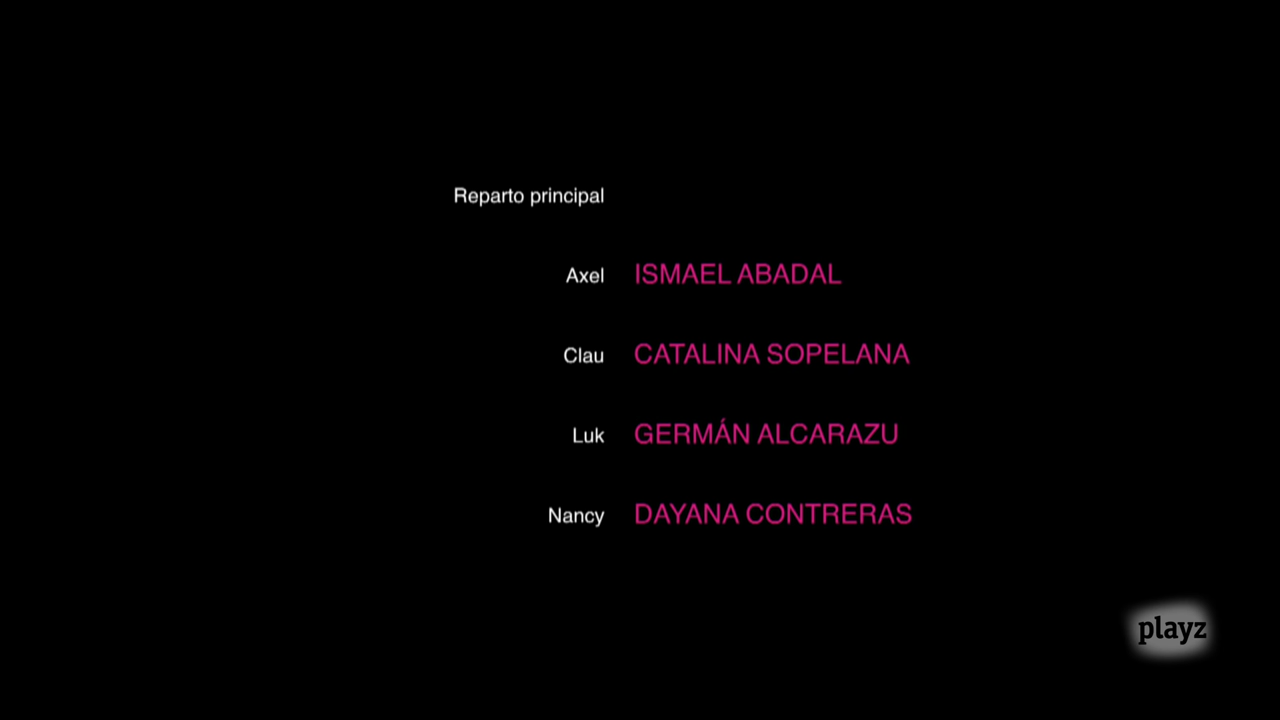 Reparto principal
Axel ISMAEL ABADAL
Clau CATALINA SOPELANA
Luk GERMÁN ALCARAZU
Nancy DAYANA CONTRERAS
playz